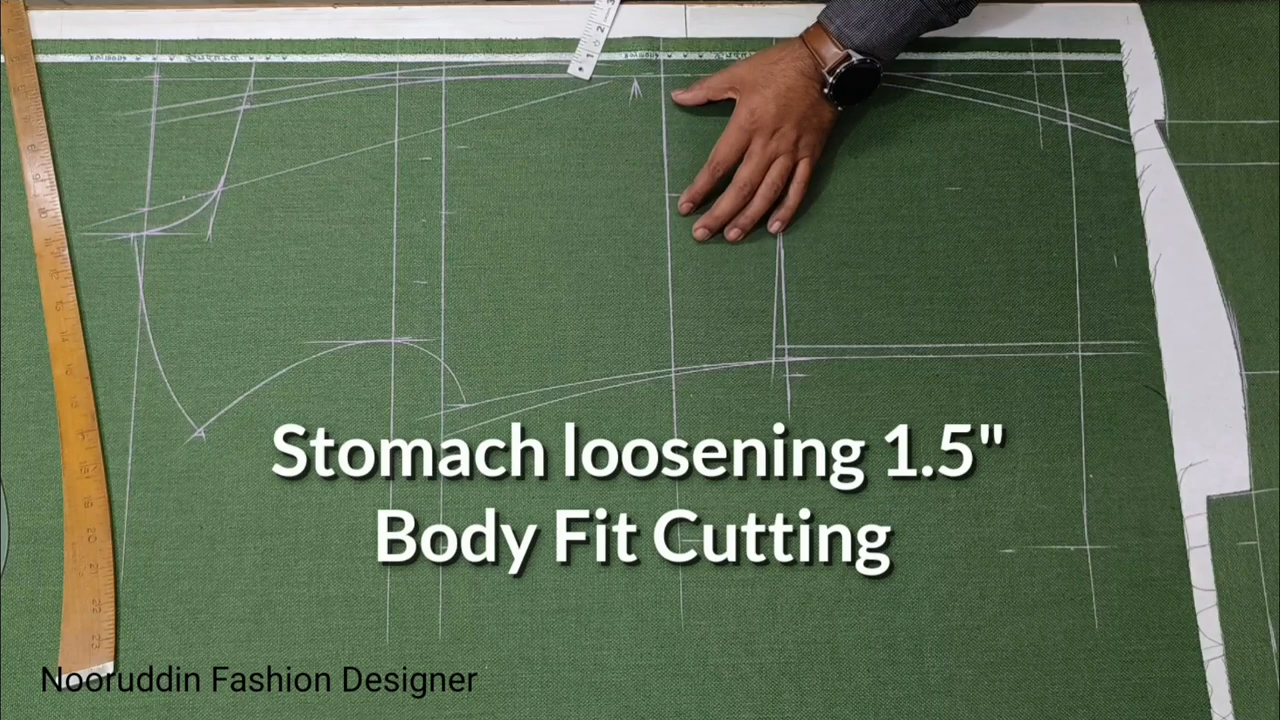 Stomach loosening 1.5"
Body Fit Cutting
Nooruddin Fashion Designer